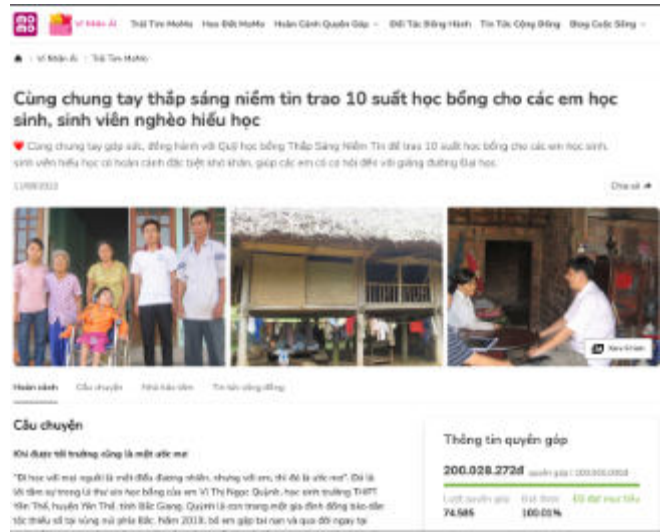 mo mo Ví Nhân Ái Trái Tim MoMo Heo Đất MoMo Hoàn Cảnh Quyên Góp Đối Tác Đồng Hành Tin Tức Cộng Đồng Blog Cuộc Sống
Ví Nhân Ái Trái Tim MoMo
Cùng chung tay thắp sáng niềm tin trao 10 suất học bổng cho các em học
sinh, sinh viên nghèo hiếu học
Cùng chung tay góp sức, đồng hành với Quỹ học bổng Thắp Sáng Niềm Tin để trao 10 suất học bổng cho các em học sinh,
sinh viên hiếu học có hoàn cảnh đặc biệt khó khăn, giúp các em có cơ hội đến với giảng đường Đại học.
Chia sẻ
Hoàn cảnh Câu chuyện Nhà hảo tâm Tin tức cộng đồng
Câu chuyện
Khi được tới trường cũng là một ước mơ
"Đi học với mọi người là một điều đương nhiên, nhưng với em, thì đó là ước mơ". Đó là
lời tâm sự trong lá thư xin học bổng của em Vi Thị Ngọc Quỳnh, học sinh trường THPT
Yên Thế, huyện Yên Thế, tỉnh Bắc Giang. Quỳnh là con trong một gia đình đồng bào dân
tộc thiểu số tại vùng núi phía Bắc. Năm 2018, bố em gặp tai nạn và qua đời ngay tại
Thông tin quyên góp
200.028.272đ quyên góp
Lượt quyên góp Đạt được Đã đạt mục tiêu
74.585 100.01%